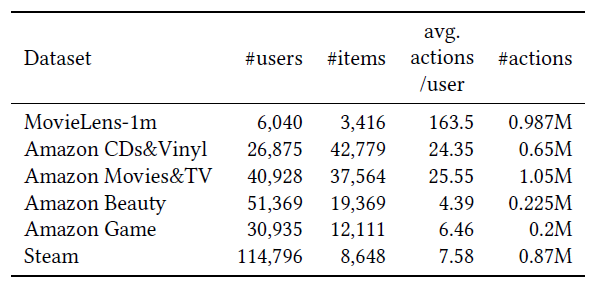 avg.
Dataset #users #items actions #actions
/user
MovieLens-1m 6,040 3,416 163.5 0.987M
Amazon CDs&Vinyl 26,875 42,779 24.35 0.65M
Amazon Movies&TV 40,928 37,564 25.55 1.05M
Amazon Beauty 51,369 19,369 4.39 0.225M
Amazon Game 30,935 12,111 6.46 0.2M
Steam 114,796 8,648 7.58 0.87M